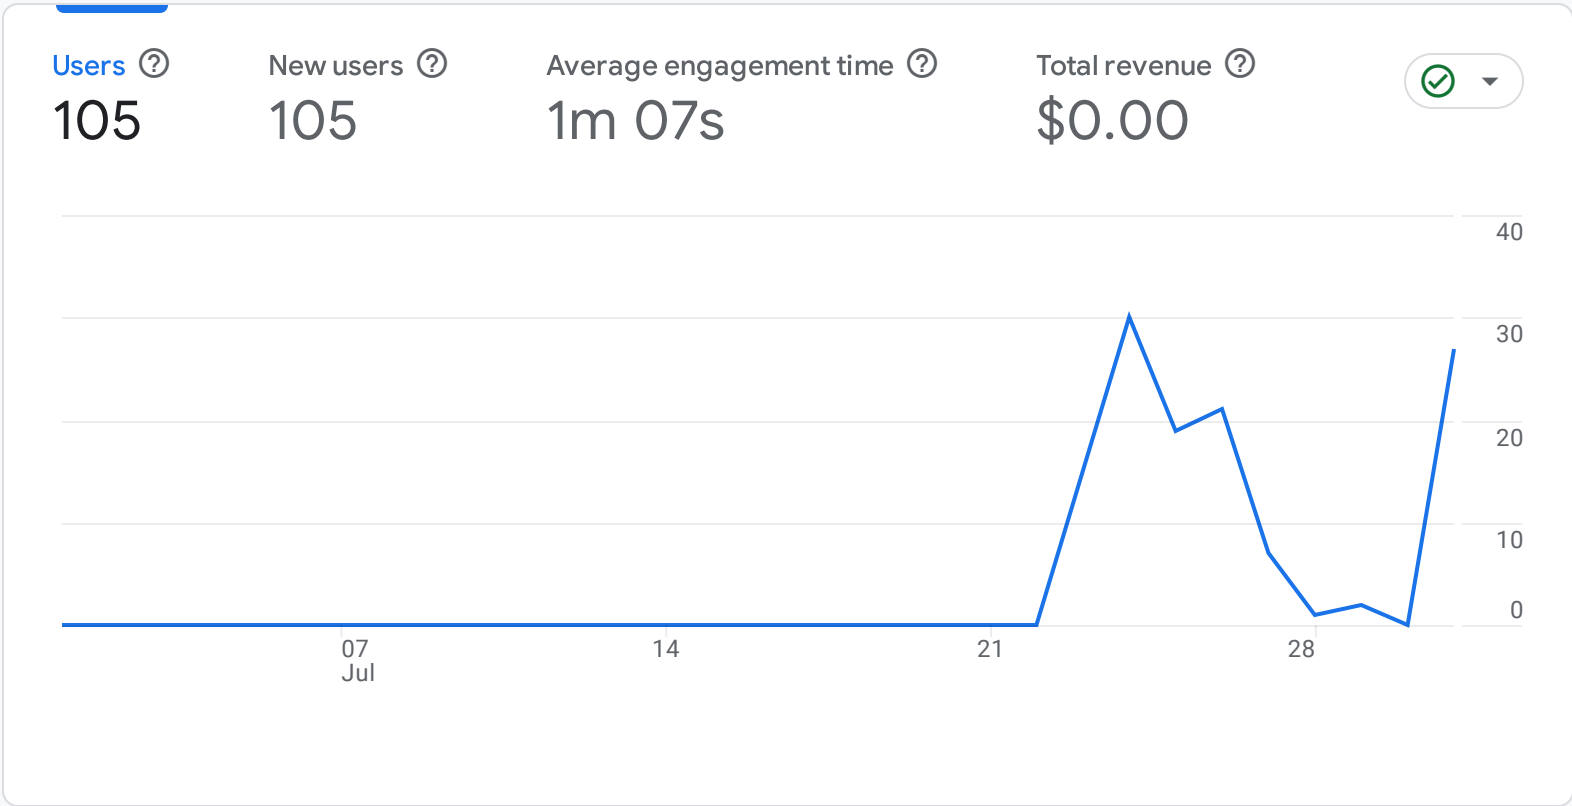 Users
105
New users
105
Average engagement time
1m 07s
Total revenue
$0.00
40
30
20
10
0
07
Jul
14
21
28